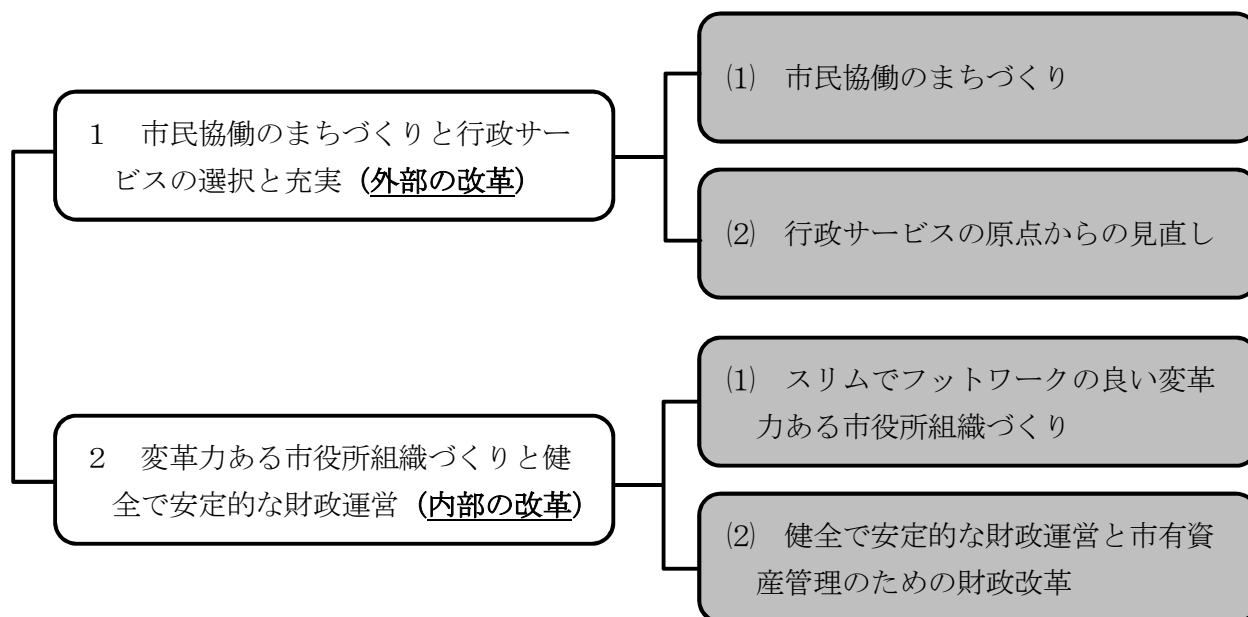 1　市民協働のまちづくりと行政サー
ビスの選択と充実（外部の改革）
⑴　市民協働のまちづくり
⑵　行政サービスの原点からの見直し
2　変革力ある市役所組織づくりと健
全で安定的な財政運営（内部の改革）
⑴　スリムでフットワークの良い変革
力ある市役所組織づくり
⑵　健全で安定的な財政運営と市有資
産管理のための財政改革